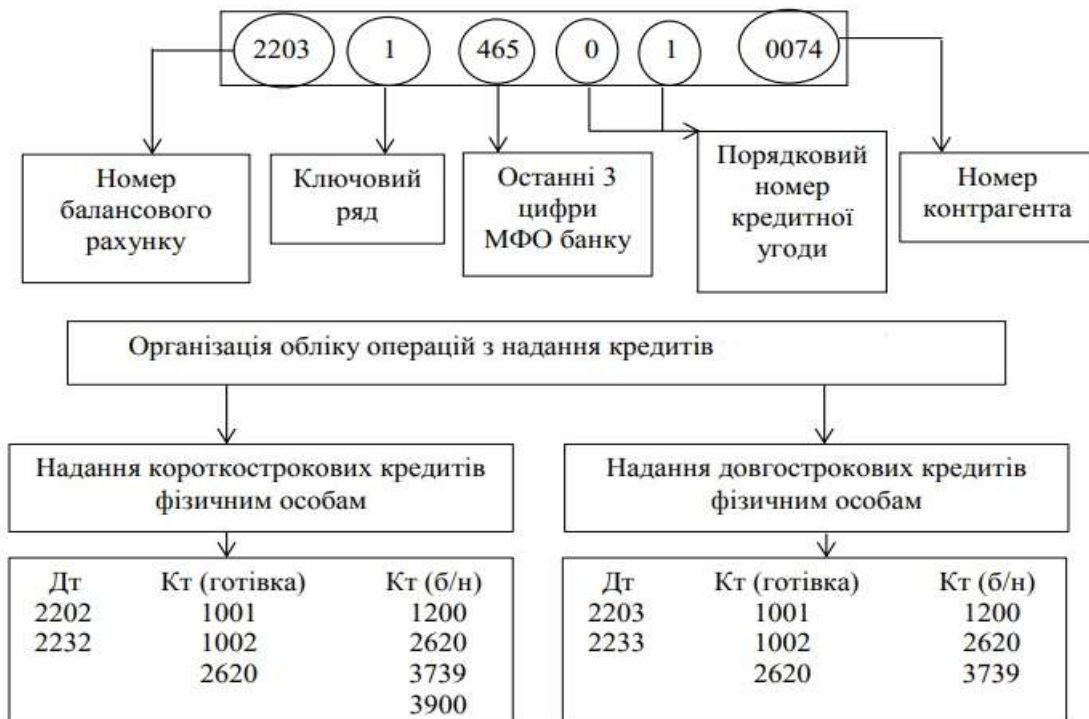 2203 1 465 0 1 0074
Номер
балансового
рахунку
Ключовий
ряд
Останні 3
цифри
МФО банку
Порядковий
номер
кредитної
угоди
Номер
контрагента
Організація обліку операцій з надання кредитів
Надання короткострокових кредитів
фізичним особам
Надання довгострокових кредитів
фізичним особам
Дт Кт (готівка) Кт (б/н)
2202 1001 1200
2232 1002 2620
2620 3739
3900
Дт Кт (готівка) Кт (б/н)
2203 1001 1200
2233 1002 2620
2620 3739